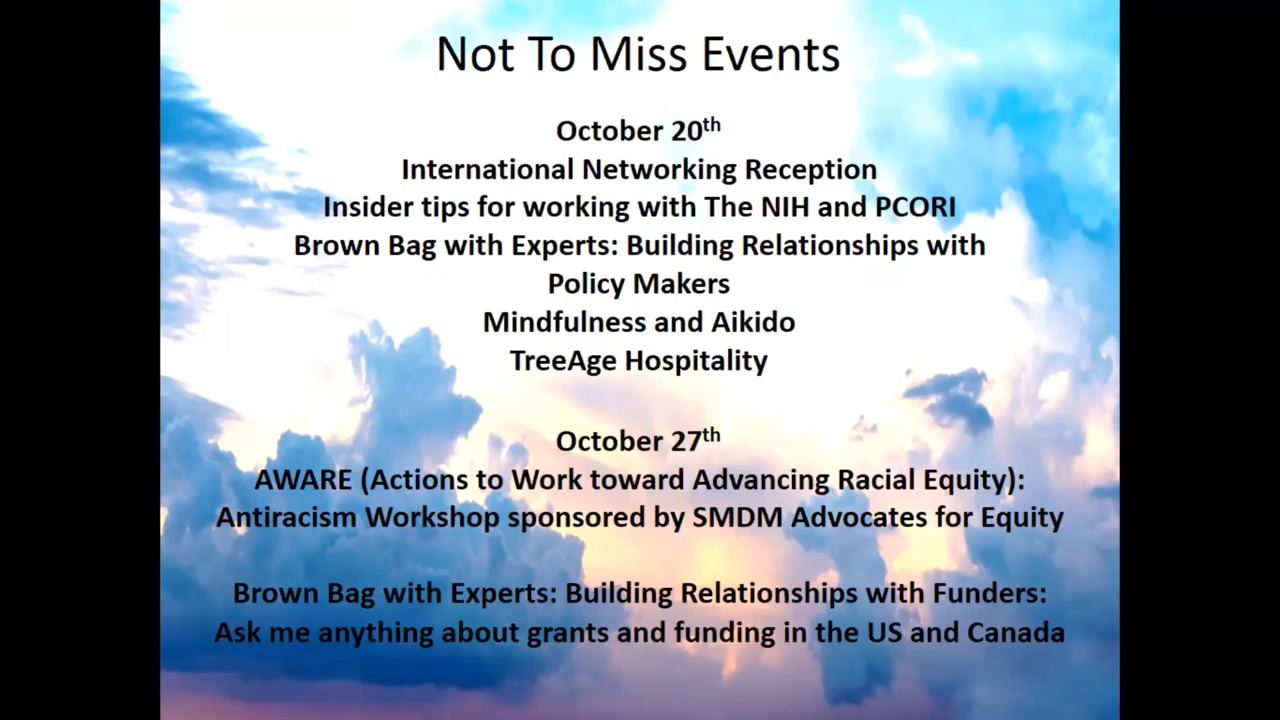 Not To Miss Events
October 20th
International Networking Reception
Insider tips for working with The NIH and PCORI
Brown Bag with Experts: Building Relationships with
Policy Makers
Mindfulness and Aikido
TreeAge Hospitality
October 27th
AWARE (Actions to Work toward Advancing Racial Equity):
Antiracism Workshop sponsored by SMDM Advocates for Equity
Brown Bag with Experts: Building Relationships with Funders:
Ask me anything about grants and funding in the US and Canada